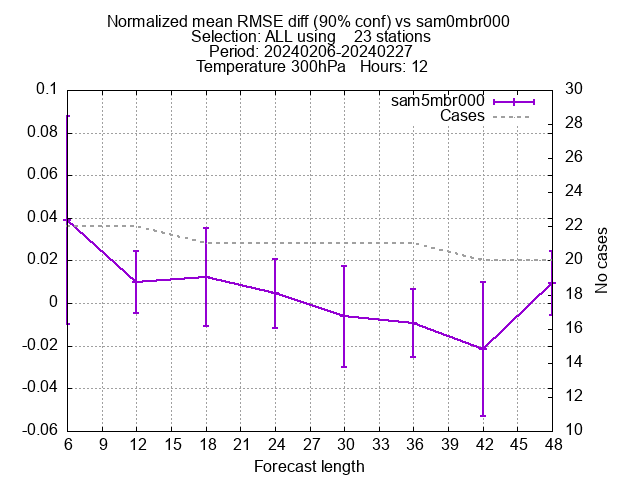 Normalized mean RMSE diff (90% conf) vs sam0mbr000
Selection: ALL using    23 stations
Period: 20240206-20240227
Temperature 300hPa   Hours: 12
sam5mbr000
Cases
0.1
0.08
0.06
0.04
0.02
0
-0.02
-0.04
-0.06
30
28
26
24
22
20
18
16
14
12
10
No cases
6 9 12 15 18 21 24 27 30 33 36 39 42 45 48
Forecast length